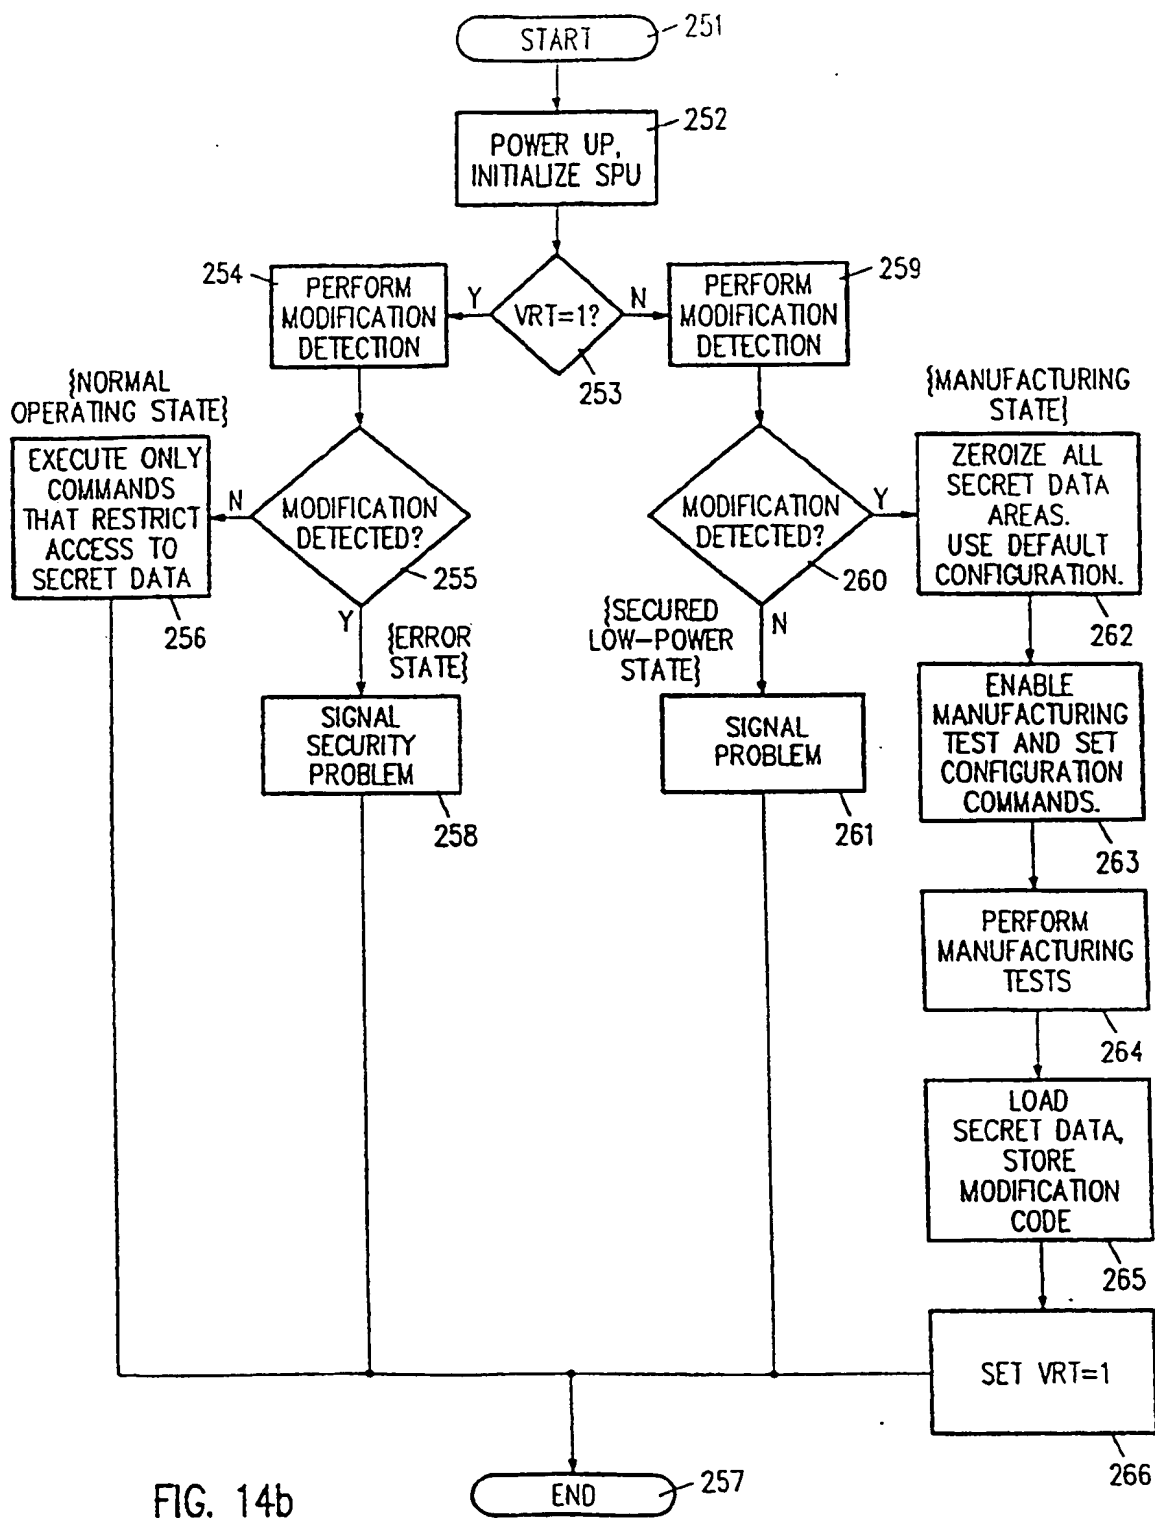 START
251
POWER UP,
INITIALIZE SPU
252
254
PERFORM
MODIFICATION
DETECTION
Y
VRT=1?
N
253
PERFORM
MODIFICATION
DETECTION
259
{NORMAL
OPERATING STATE}
EXECUTE ONLY
COMMANDS
THAT RESTRICT
ACCESS TO
SECRET DATA
256
N
MODIFICATION
DETECTED?
255
Y
{ERROR
STATE}
SIGNAL
SECURITY
PROBLEM
258
MODIFICATION
DETECTED?
260
Y
N
{SECURED
LOW-POWER
STATE}
SIGNAL
PROBLEM
261
{MANUFACTURING
STATE}
ZEROIZE ALL
SECRET DATA
AREAS.
USE DEFAULT
CONFIGURATION.
262
ENABLE
MANUFACTURING
TEST AND SET
CONFIGURATION
COMMANDS.
263
PERFORM
MANUFACTURING
TESTS
264
LOAD
SECRET DATA,
STORE
MODIFICATION
CODE
265
SET VRT=1
266
END
257
FIG. 14b